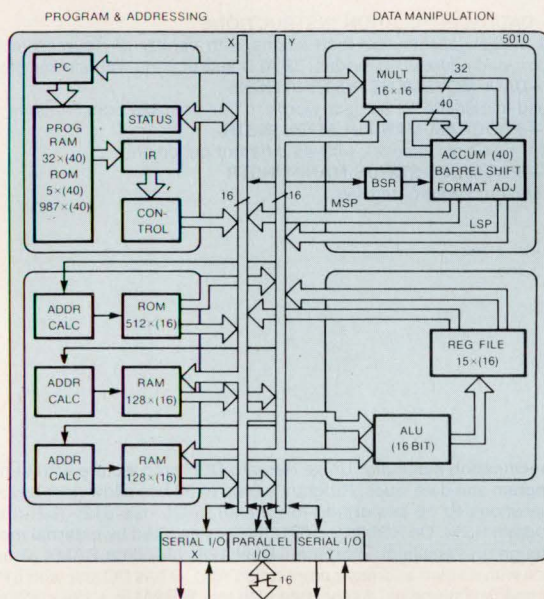 PROGRAM & ADDRESSING
DATA MANIPULATION
X
Y
5010
PC
STATUS
PROG
RAM
32×(40)
ROM
5×(40)
987×(40)
IR
CON-
TROL
16
16
MULT
16×16
32
40
ACCUM (40)
BARREL SHIFT
FORMAT ADJ
BSR
MSP
LSP
ADDR
CALC
ROM
512×(16)
ADDR
CALC
RAM
128×(16)
ADDR
CALC
RAM
128×(16)
REG FILE
15×(16)
ALU
(16 BIT)
SERIAL I/O
X
PARALLEL
I/O
SERIAL I/O
Y
16